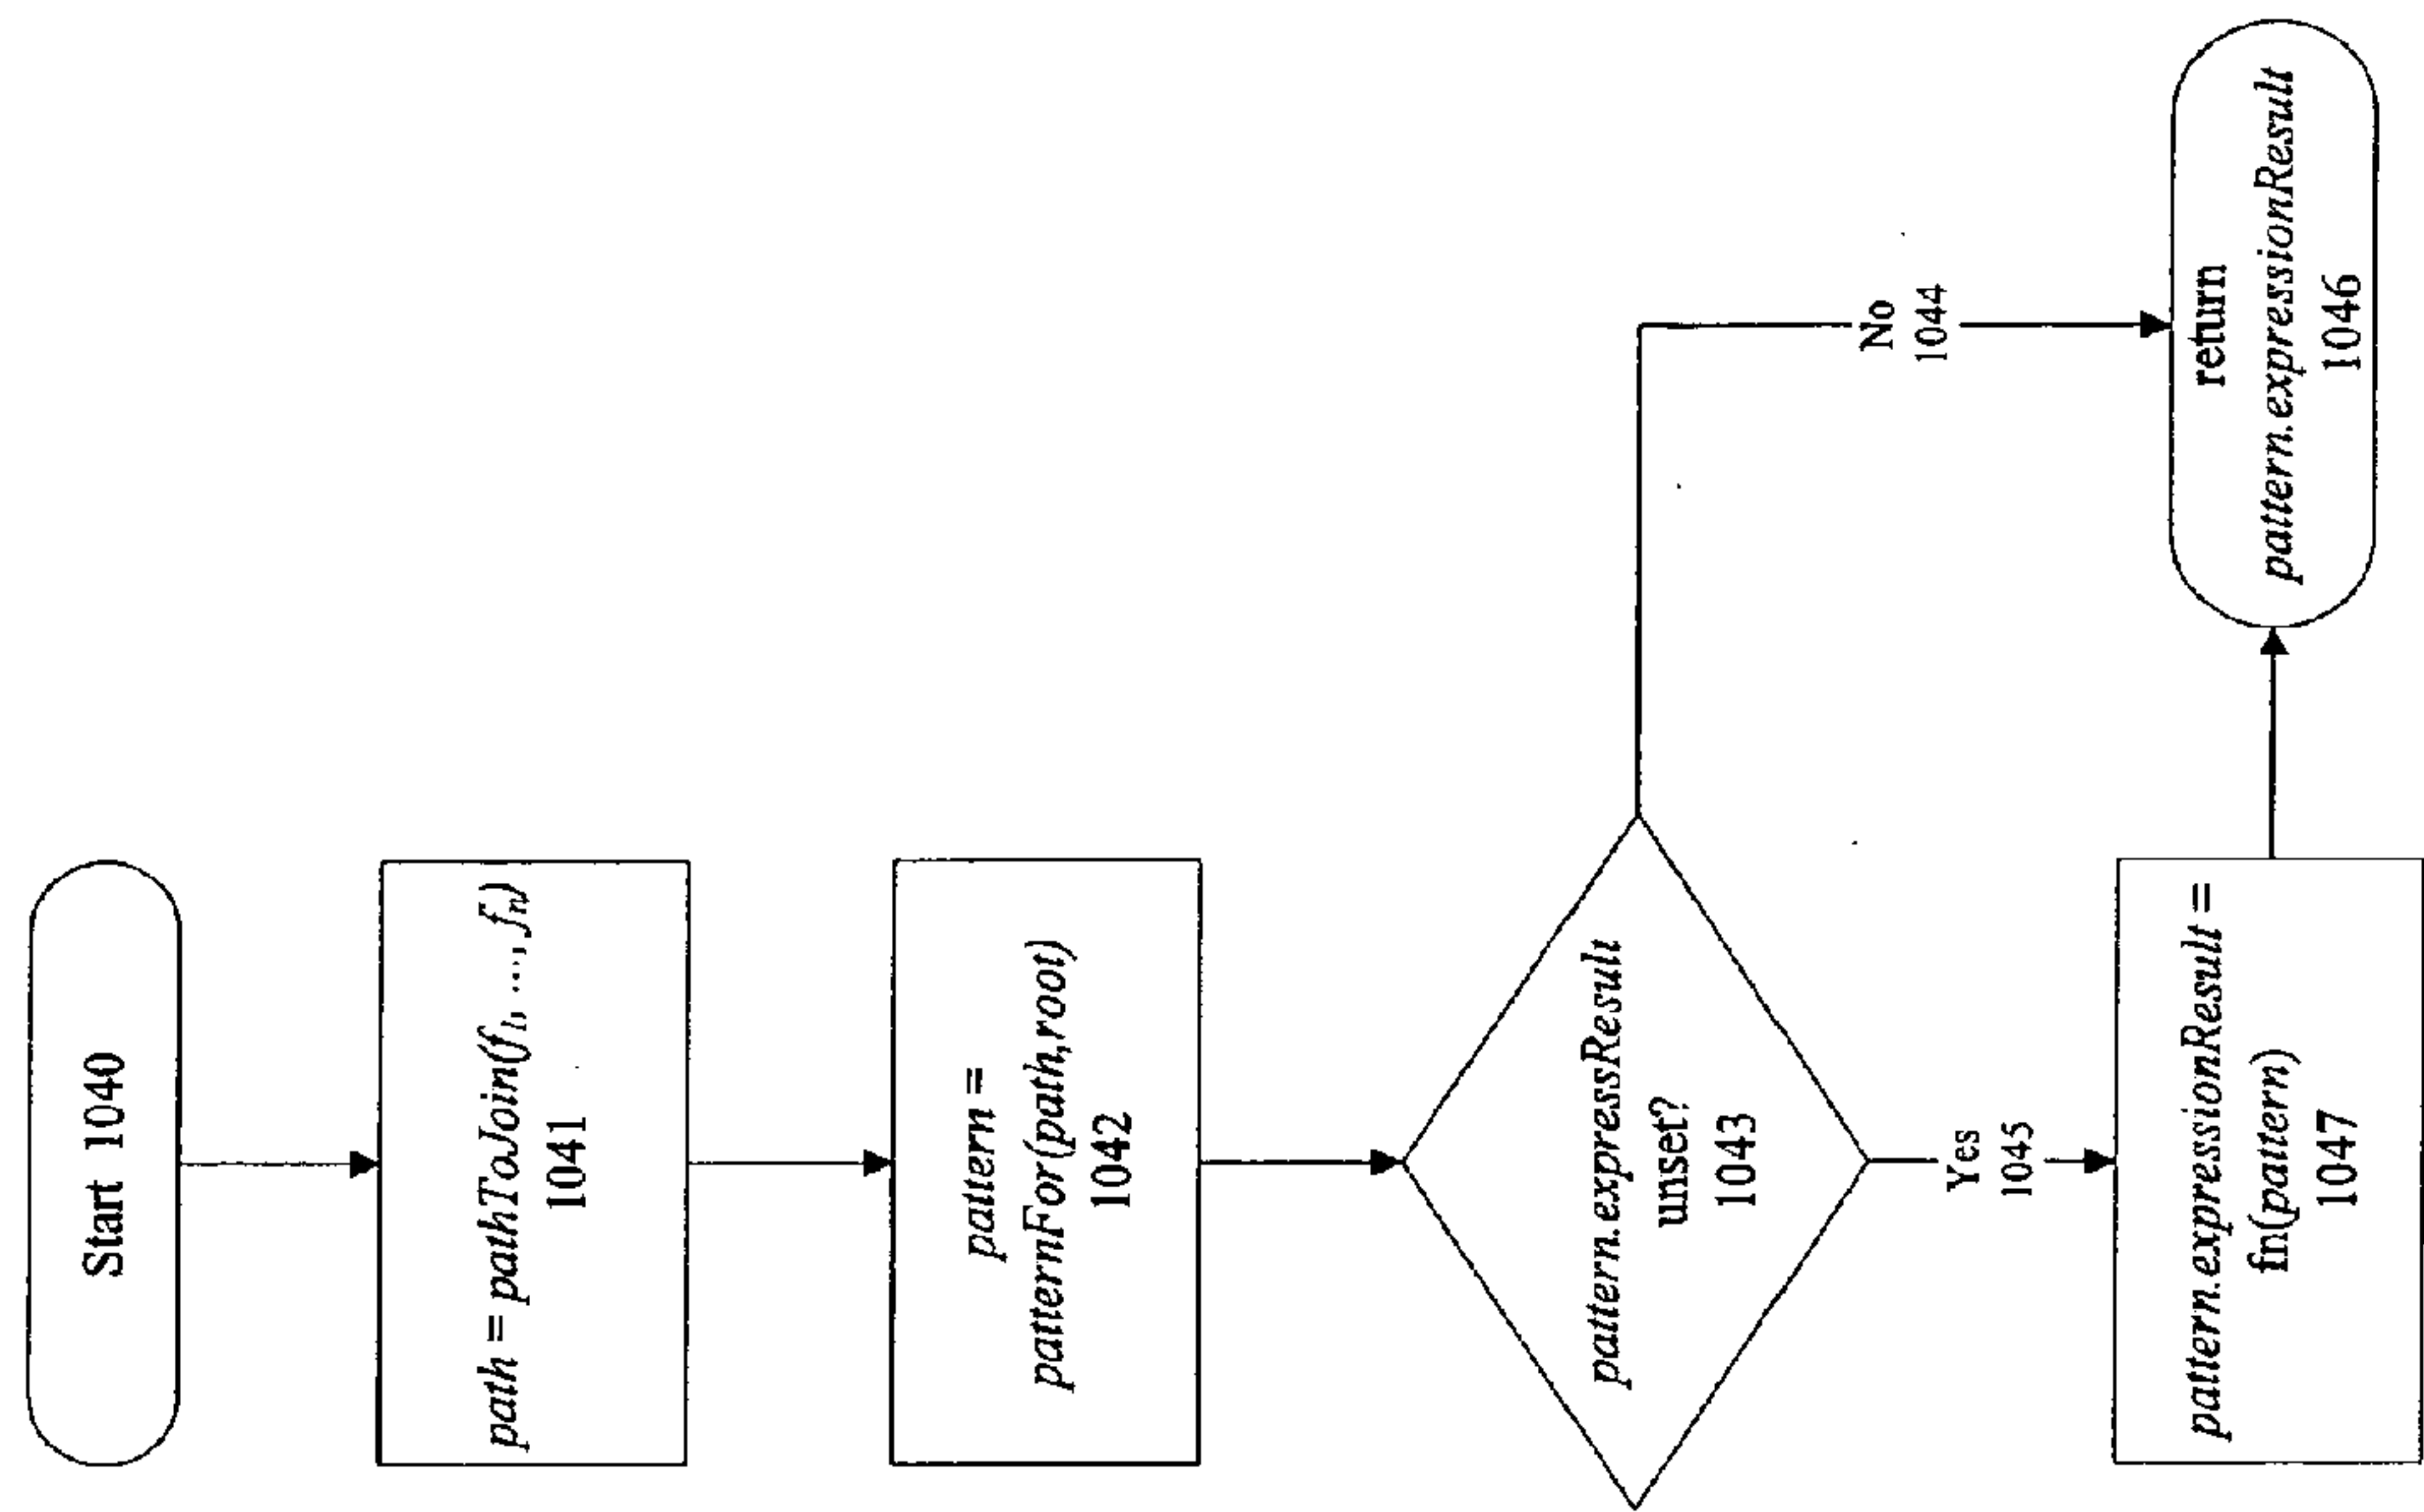 Start 1040
path = pathToJoin(f1, ..., fn)
1041
pattern =
patternFor(path,root)
1042
pattern.expressResult
unset?
1043
No
1044
Yes
1045
pattern.expressionResult =
fn(pattern)
1047
return
pattern.expressionResult
1046